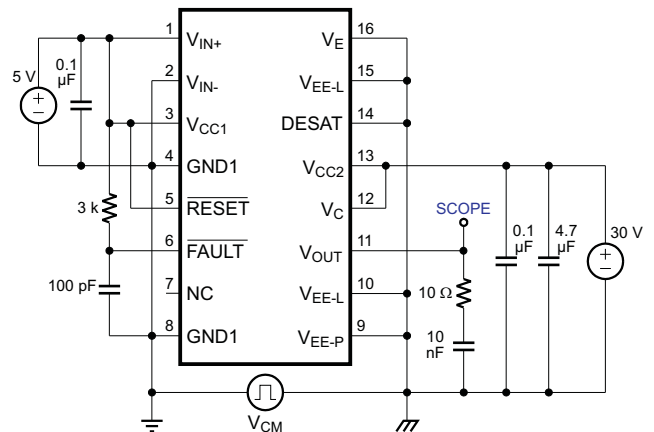 1
V_IN+
V_E
16
2
V_IN-
V_EE-L
15
3
V_CC1
DESAT
14
4
GND1
V_CC2
13
5
RESET
V_C
12
6
FAULT
V_OUT
11
7
NC
V_EE-L
10
8
GND1
V_EE-P
9
5 V
0.1
µF
3 k
100 pF
SCOPE
10 Ω
10
nF
0.1
µF
4.7
µF
30 V
V_CM